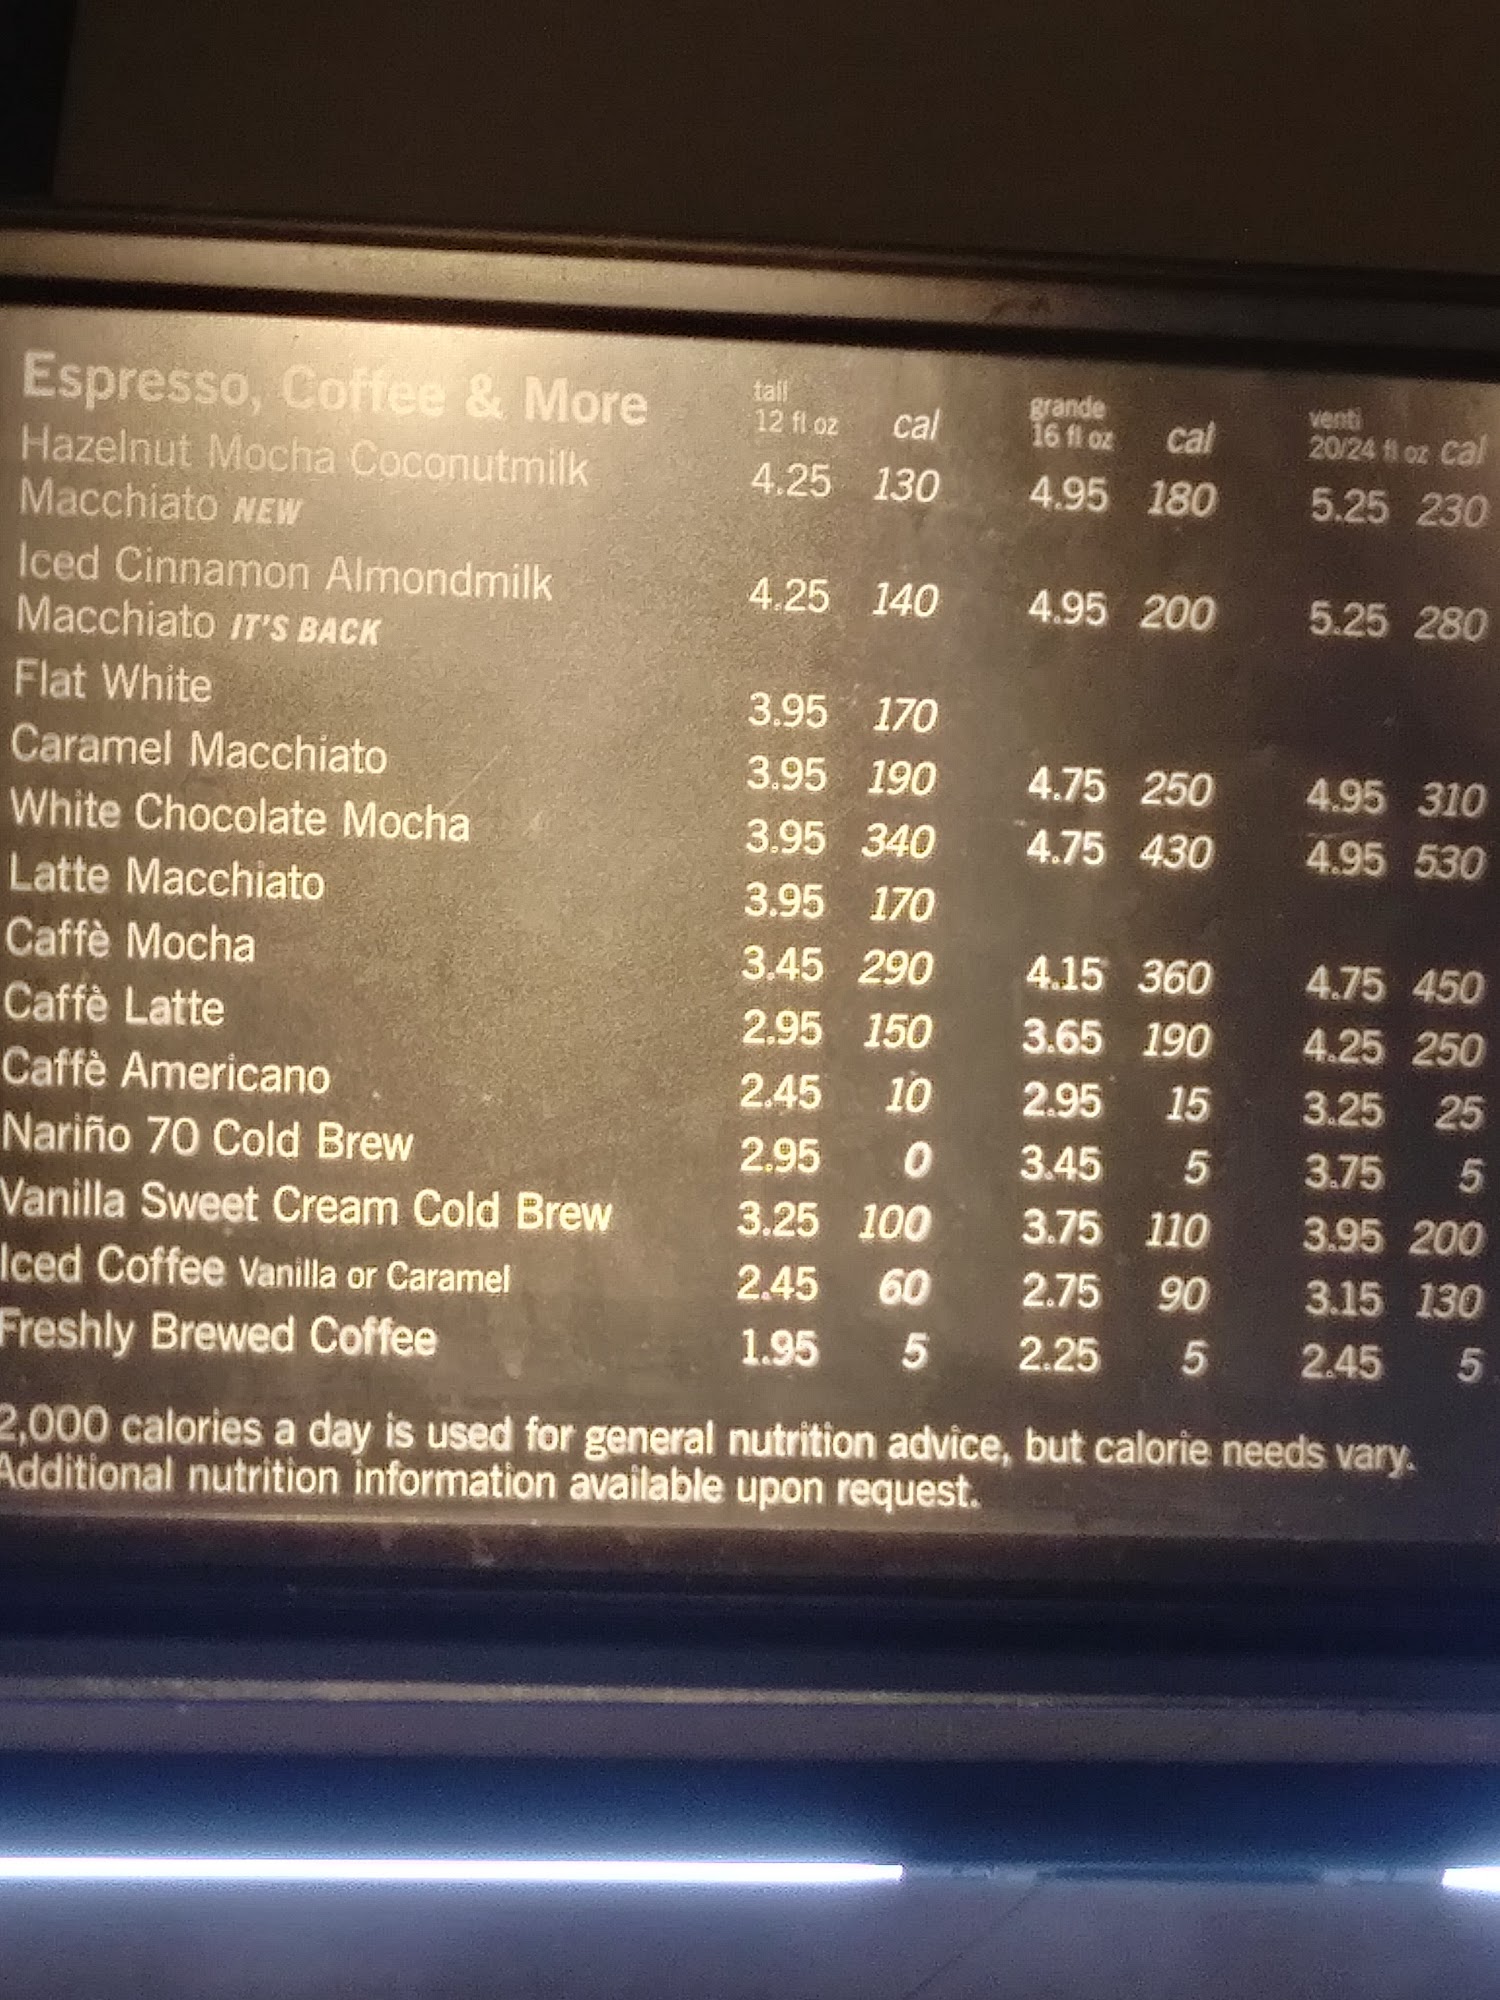 Espresso, Coffee & More
tall
12 fl oz cal
grande
16 fl oz cal
venti
20/24 fl oz cal
Hazelnut Mocha Coconutmilk
Macchiato NEW 4.25 130 4.95 180 5.25 230
Iced Cinnamon Almondmilk
Macchiato IT'S BACK 4.25 140 4.95 200 5.25 280
Flat White 3.95 170
Caramel Macchiato 3.95 190 4.75 250 4.95 310
White Chocolate Mocha 3.95 340 4.75 430 4.95 530
Latte Macchiato 3.95 170
Caffè Mocha 3.45 290 4.15 360 4.75 450
Caffè Latte 2.95 150 3.65 190 4.25 250
Caffè Americano 2.45 10 2.95 15 3.25 25
Nariño 70 Cold Brew 2.95 0 3.45 5 3.75 5
Vanilla Sweet Cream Cold Brew 3.25 100 3.75 110 3.95 200
Iced Coffee Vanilla or Caramel 2.45 60 2.75 90 3.15 130
Freshly Brewed Coffee 1.95 5 2.25 5 2.45 5
2,000 calories a day is used for general nutrition advice, but calorie needs vary.
Additional nutrition information available upon request.